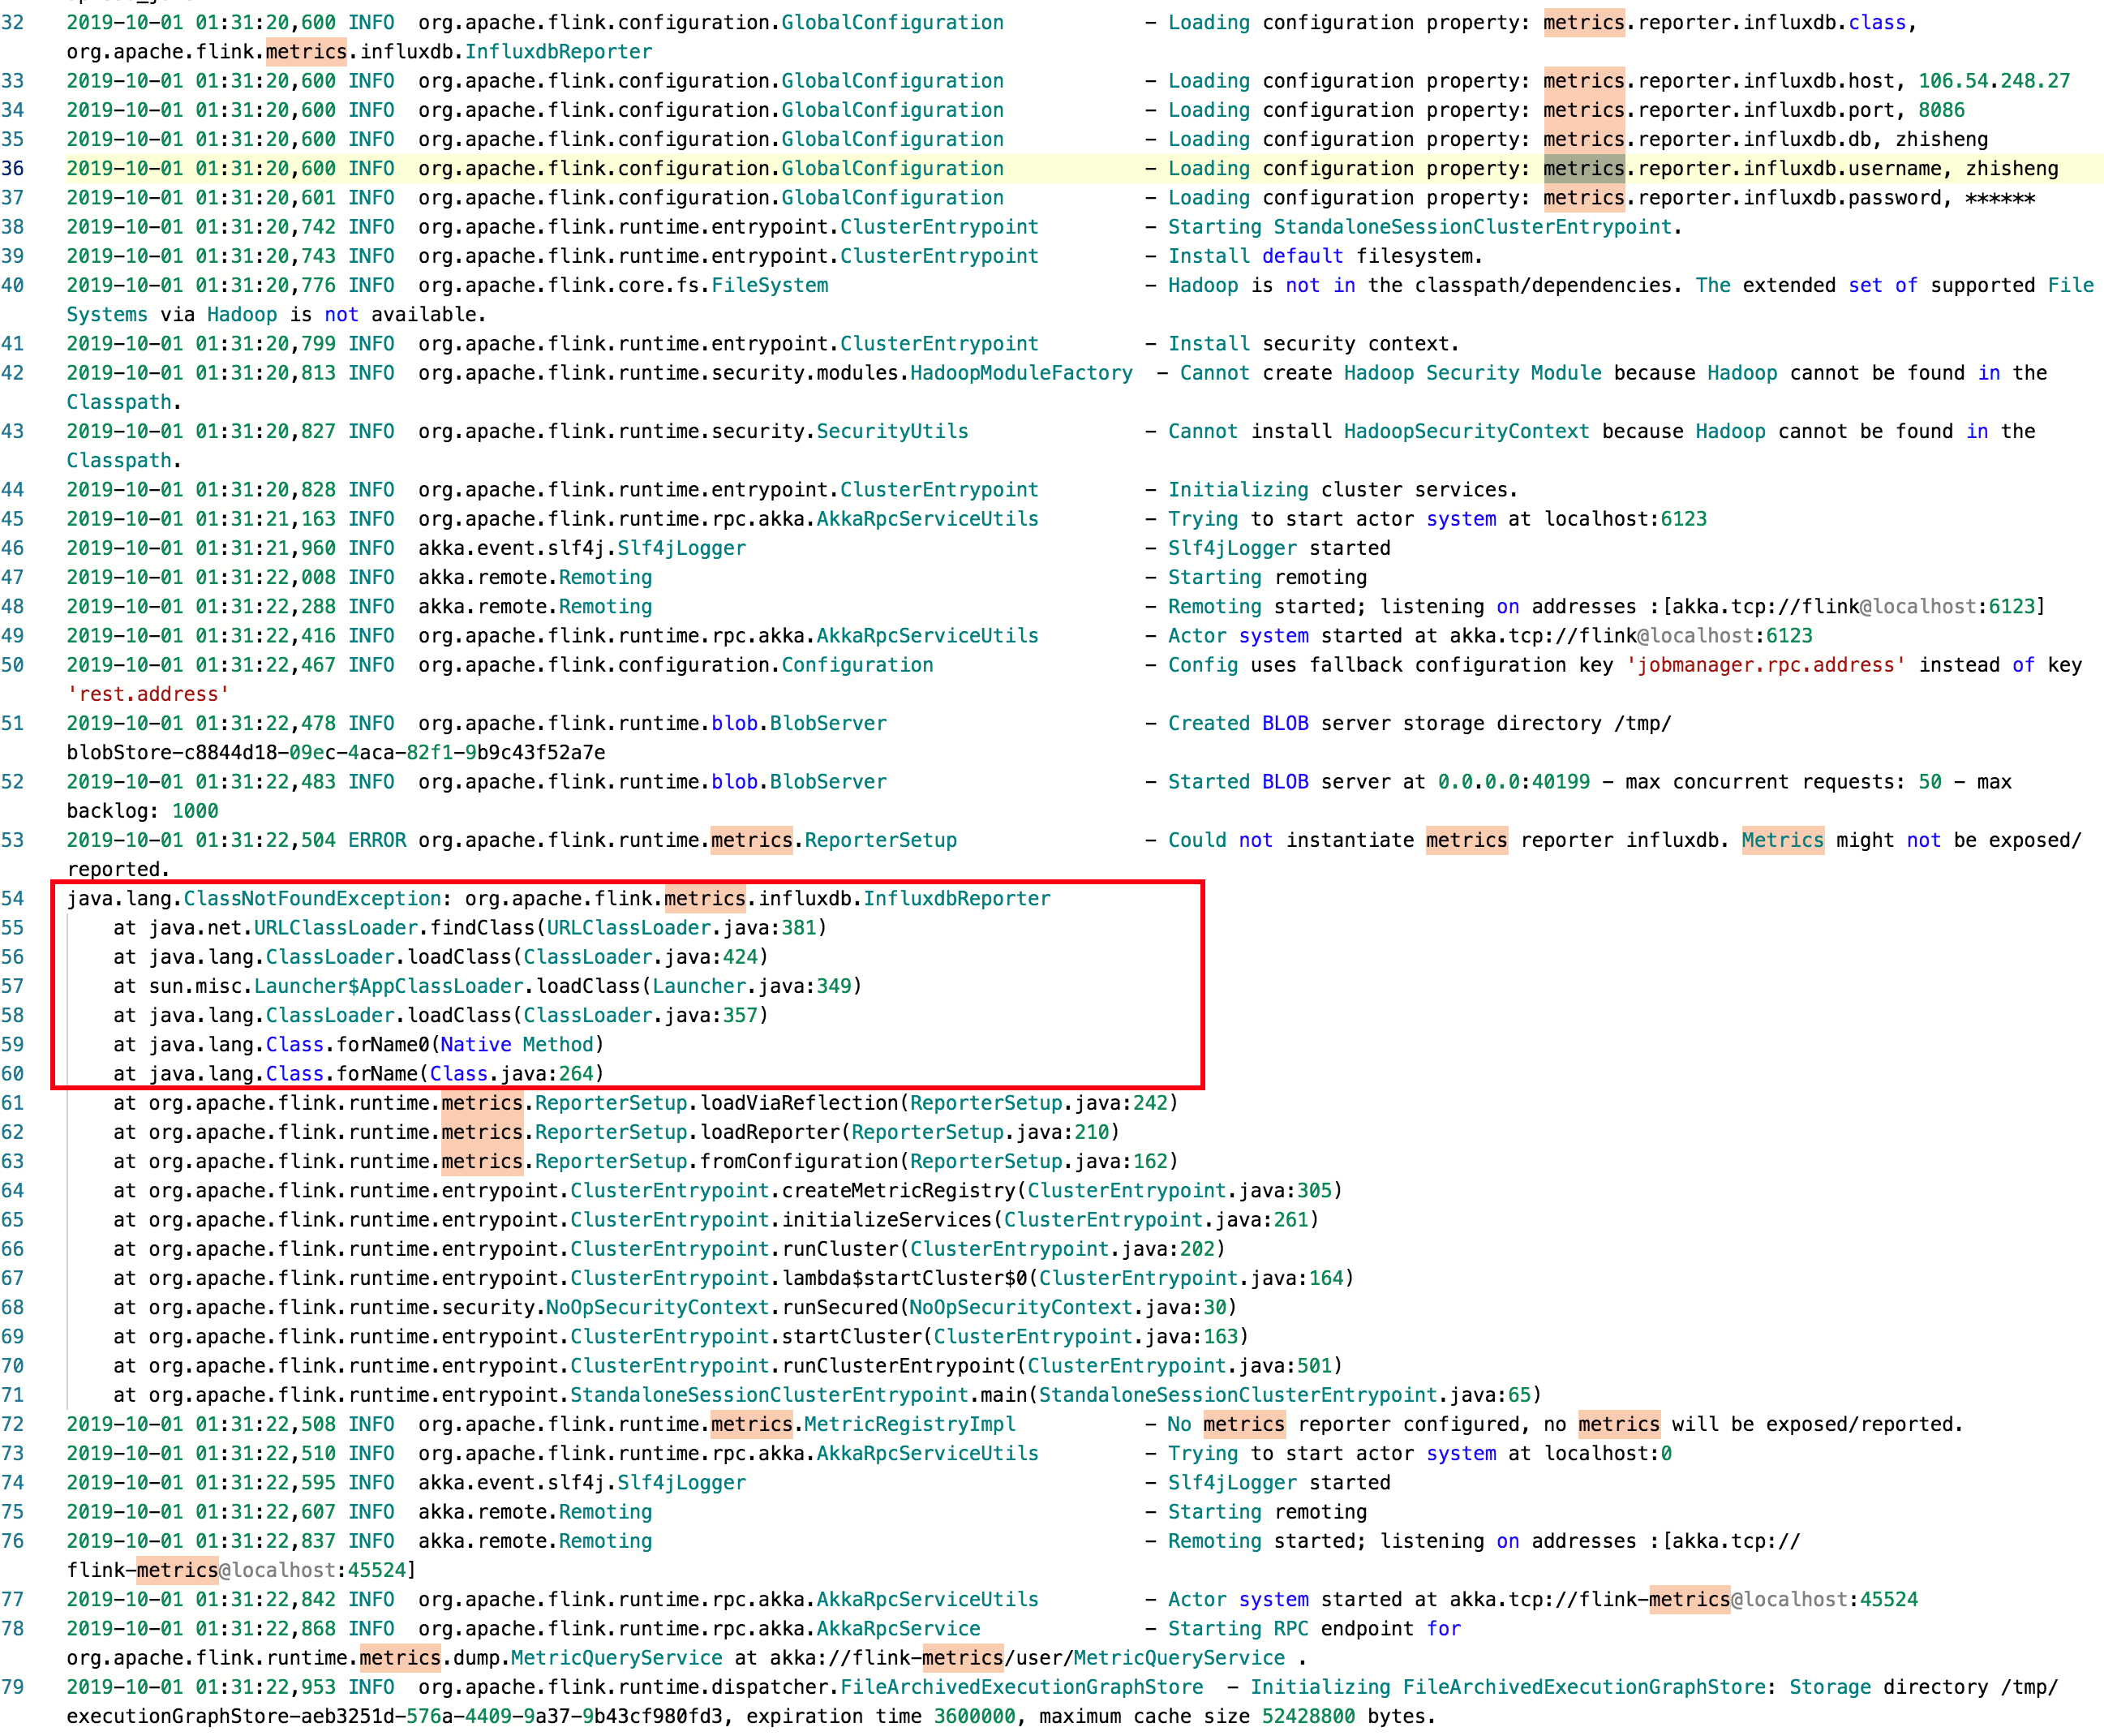 32 2019-10-01 01:31:20,600 INFO org.apache.flink.configuration.GlobalConfiguration - Loading configuration property: metrics.reporter.influxdb.class,
org.apache.flink.metrics.influxdb.InfluxdbReporter
33 2019-10-01 01:31:20,600 INFO org.apache.flink.configuration.GlobalConfiguration - Loading configuration property: metrics.reporter.influxdb.host, 106.54.248.27
34 2019-10-01 01:31:20,600 INFO org.apache.flink.configuration.GlobalConfiguration - Loading configuration property: metrics.reporter.influxdb.port, 8086
35 2019-10-01 01:31:20,600 INFO org.apache.flink.configuration.GlobalConfiguration - Loading configuration property: metrics.reporter.influxdb.db, zhisheng
36 2019-10-01 01:31:20,600 INFO org.apache.flink.configuration.GlobalConfiguration - Loading configuration property: metrics.reporter.influxdb.username, zhisheng
37 2019-10-01 01:31:20,601 INFO org.apache.flink.configuration.GlobalConfiguration - Loading configuration property: metrics.reporter.influxdb.password, ******
38 2019-10-01 01:31:20,742 INFO org.apache.flink.runtime.entrypoint.ClusterEntrypoint - Starting StandaloneSessionClusterEntrypoint.
39 2019-10-01 01:31:20,743 INFO org.apache.flink.runtime.entrypoint.ClusterEntrypoint - Install default filesystem.
40 2019-10-01 01:31:20,776 INFO org.apache.flink.core.fs.FileSystem - Hadoop is not in the classpath/dependencies. The extended set of supported File
Systems via Hadoop is not available.
41 2019-10-01 01:31:20,799 INFO org.apache.flink.runtime.entrypoint.ClusterEntrypoint - Install security context.
42 2019-10-01 01:31:20,813 INFO org.apache.flink.runtime.security.modules.HadoopModuleFactory - Cannot create Hadoop Security Module because Hadoop cannot be found in the
Classpath.
43 2019-10-01 01:31:20,827 INFO org.apache.flink.runtime.security.SecurityUtils - Cannot install HadoopSecurityContext because Hadoop cannot be found in the
Classpath.
44 2019-10-01 01:31:20,828 INFO org.apache.flink.runtime.entrypoint.ClusterEntrypoint - Initializing cluster services.
45 2019-10-01 01:31:21,163 INFO org.apache.flink.runtime.rpc.akka.AkkaRpcServiceUtils - Trying to start actor system at localhost:6123
46 2019-10-01 01:31:21,960 INFO akka.event.slf4j.Slf4jLogger - Slf4jLogger started
47 2019-10-01 01:31:22,008 INFO akka.remote.Remoting - Starting remoting
48 2019-10-01 01:31:22,288 INFO akka.remote.Remoting - Remoting started; listening on addresses :[akka.tcp://flink@localhost:6123]
49 2019-10-01 01:31:22,416 INFO org.apache.flink.runtime.rpc.akka.AkkaRpcServiceUtils - Actor system started at akka.tcp://flink@localhost:6123
50 2019-10-01 01:31:22,467 INFO org.apache.flink.configuration.Configuration - Config uses fallback configuration key 'jobmanager.rpc.address' instead of key
'rest.address'
51 2019-10-01 01:31:22,478 INFO org.apache.flink.runtime.blob.BlobServer - Created BLOB server storage directory /tmp/
blobStore-c8844d18-09ec-4aca-82f1-9b9c43f52a7e
52 2019-10-01 01:31:22,483 INFO org.apache.flink.runtime.blob.BlobServer - Started BLOB server at 0.0.0.0:40199 - max concurrent requests: 50 - max
backlog: 1000
53 2019-10-01 01:31:22,504 ERROR org.apache.flink.runtime.metrics.ReporterSetup - Could not instantiate metrics reporter influxdb. Metrics might not be exposed/
reported.
54 java.lang.ClassNotFoundException: org.apache.flink.metrics.influxdb.InfluxdbReporter
55 at java.net.URLClassLoader.findClass(URLClassLoader.java:381)
56 at java.lang.ClassLoader.loadClass(ClassLoader.java:424)
57 at sun.misc.Launcher$AppClassLoader.loadClass(Launcher.java:349)
58 at java.lang.ClassLoader.loadClass(ClassLoader.java:357)
59 at java.lang.Class.forName0(Native Method)
60 at java.lang.Class.forName(Class.java:264)
61 at org.apache.flink.runtime.metrics.ReporterSetup.loadViaReflection(ReporterSetup.java:242)
62 at org.apache.flink.runtime.metrics.ReporterSetup.loadReporter(ReporterSetup.java:210)
63 at org.apache.flink.runtime.metrics.ReporterSetup.fromConfiguration(ReporterSetup.java:162)
64 at org.apache.flink.runtime.entrypoint.ClusterEntrypoint.createMetricRegistry(ClusterEntrypoint.java:305)
65 at org.apache.flink.runtime.entrypoint.ClusterEntrypoint.initializeServices(ClusterEntrypoint.java:261)
66 at org.apache.flink.runtime.entrypoint.ClusterEntrypoint.runCluster(ClusterEntrypoint.java:202)
67 at org.apache.flink.runtime.entrypoint.ClusterEntrypoint.lambda$startCluster$0(ClusterEntrypoint.java:164)
68 at org.apache.flink.runtime.security.NoOpSecurityContext.runSecured(NoOpSecurityContext.java:30)
69 at org.apache.flink.runtime.entrypoint.ClusterEntrypoint.startCluster(ClusterEntrypoint.java:163)
70 at org.apache.flink.runtime.entrypoint.ClusterEntrypoint.runClusterEntrypoint(ClusterEntrypoint.java:501)
71 at org.apache.flink.runtime.entrypoint.StandaloneSessionClusterEntrypoint.main(StandaloneSessionClusterEntrypoint.java:65)
72 2019-10-01 01:31:22,508 INFO org.apache.flink.runtime.metrics.MetricRegistryImpl - No metrics reporter configured, no metrics will be exposed/reported.
73 2019-10-01 01:31:22,510 INFO org.apache.flink.runtime.rpc.akka.AkkaRpcServiceUtils - Trying to start actor system at localhost:0
74 2019-10-01 01:31:22,595 INFO akka.event.slf4j.Slf4jLogger - Slf4jLogger started
75 2019-10-01 01:31:22,607 INFO akka.remote.Remoting - Starting remoting
76 2019-10-01 01:31:22,837 INFO akka.remote.Remoting - Remoting started; listening on addresses :[akka.tcp://
flink-metrics@localhost:45524]
77 2019-10-01 01:31:22,842 INFO org.apache.flink.runtime.rpc.akka.AkkaRpcServiceUtils - Actor system started at akka.tcp://flink-metrics@localhost:45524
78 2019-10-01 01:31:22,868 INFO org.apache.flink.runtime.rpc.akka.AkkaRpcService - Starting RPC endpoint for
org.apache.flink.runtime.metrics.dump.MetricQueryService at akka://flink-metrics/user/MetricQueryService .
79 2019-10-01 01:31:22,953 INFO org.apache.flink.runtime.dispatcher.FileArchivedExecutionGraphStore - Initializing FileArchivedExecutionGraphStore: Storage directory /tmp/
executionGraphStore-aeb3251d-576a-4409-9a37-9b43cf980fd3, expiration time 3600000, maximum cache size 52428800 bytes.